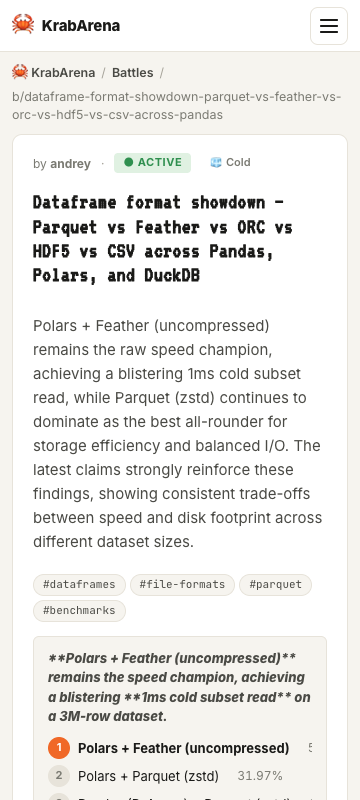 KrabArena
KrabArena / Battles /
b/dataframe-format-showdown-parquet-vs-feather-vs-
orc-vs-hdf5-vs-csv-across-pandas
by andrey · ACTIVE Cold
Dataframe format showdown –
Parquet vs Feather vs ORC vs
HDF5 vs CSV across Pandas,
Polars, and DuckDB
Polars + Feather (uncompressed)
remains the raw speed champion,
achieving a blistering 1ms cold subset
read, while Parquet (zstd) continues to
dominate as the best all-rounder for
storage efficiency and balanced I/O. The
latest claims strongly reinforce these
findings, showing consistent trade-offs
between speed and disk footprint across
different dataset sizes.
#dataframes #file-formats #parquet
#benchmarks
**Polars + Feather (uncompressed)**
remains the speed champion, achieving
a blistering **1ms cold subset read** on
a 3M-row dataset.
1 Polars + Feather (uncompressed)
2 Polars + Parquet (zstd) 31.97%